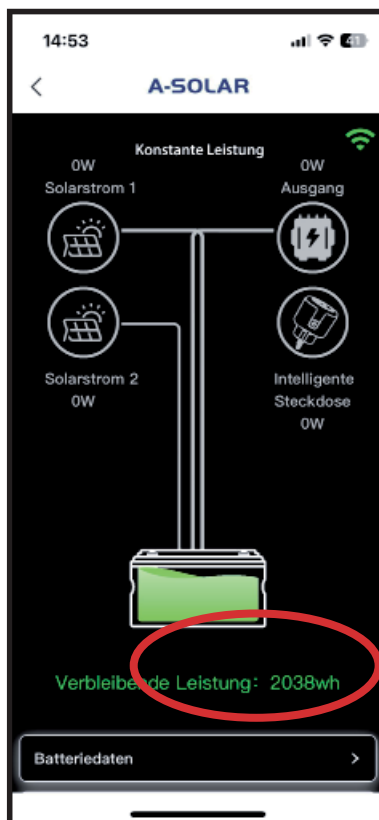 14:53
41
A-SOLAR
Konstante Leistung
0W
Solarstrom 1
0W
Ausgang
Solarstrom 2
0W
Intelligente
Steckdose
0W
Verbleibende Leistung: 2038wh
Batteriedaten